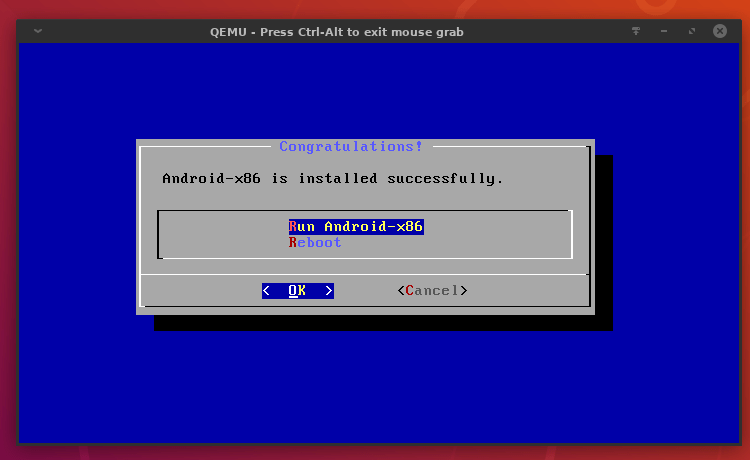 QEMU - Press Ctrl-Alt to exit mouse grab
Congratulations!
Android-x86 is installed successfully.
Run Android-x86
Reboot
< OK > <Cancel>